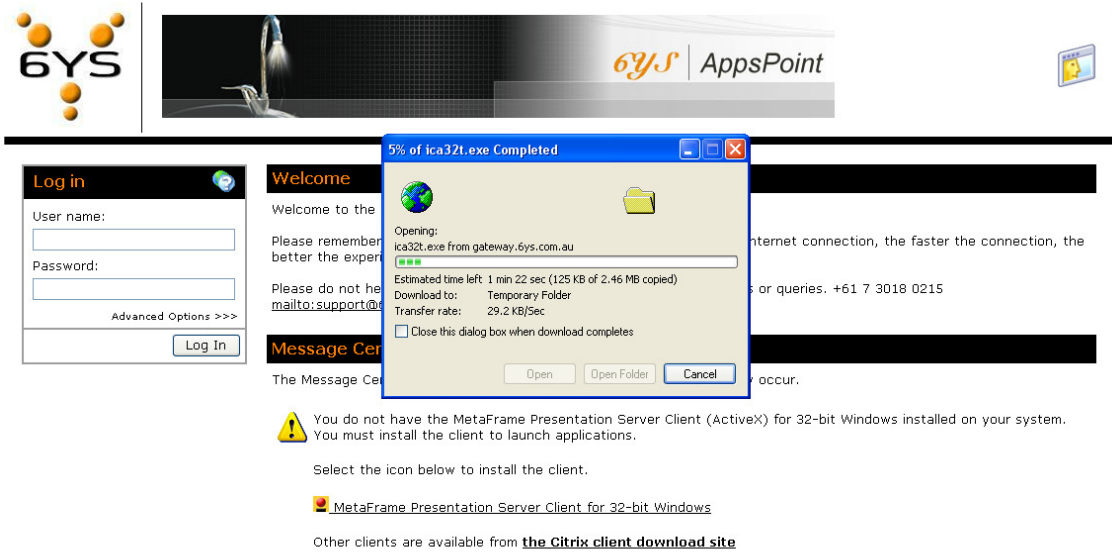 6YS
6YS | AppsPoint
5% of ica32t.exe Completed
Log in
User name:
Password:
Advanced Options >>>
Log In
Welcome
Welcome to the
Please remember
nternet connection, the faster the connection, the
better the experi
Please do not he
s or queries. +61 7 3018 0215
mailto:support@6
Opening:
ica32t.exe from gateway.6ys.com.au
Estimated time left 1 min 22 sec (125 KB of 2.46 MB copied)
Download to: Temporary Folder
Transfer rate: 29.2 KB/Sec
Close this dialog box when download completes
Open
Open Folder
Cancel
Message Cer
The Message Cer
y occur.
You do not have the MetaFrame Presentation Server Client (ActiveX) for 32-bit Windows installed on your system.
You must install the client to launch applications.
Select the icon below to install the client.
MetaFrame Presentation Server Client for 32-bit Windows
Other clients are available from the Citrix client download site